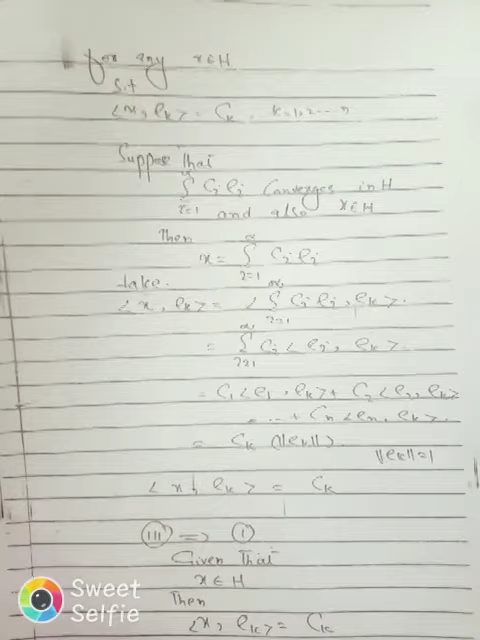 for any x∈H
S.t
<x, ek> = Ck, k=1,2....n
Suppose That
∞
∑ Ci ei Converges in H
i=1 and also x∈H
Then
∞
x = ∑ Ci ei
i=1
take.
∞
<x, ek> = <∑ Ci ei, ek>.
i=1
∞
= ∑ Ci <ei, ek>.
i=1
= C1<e1, ek> + C2<e2, ek>
... + Cn<en, ek>.
= Ck (||ek||)
||ek||=1
<x, ek> = Ck
(III) => (I)
Given That
x∈H
Then
<x, ek> = Ck
Sweet
Selfie